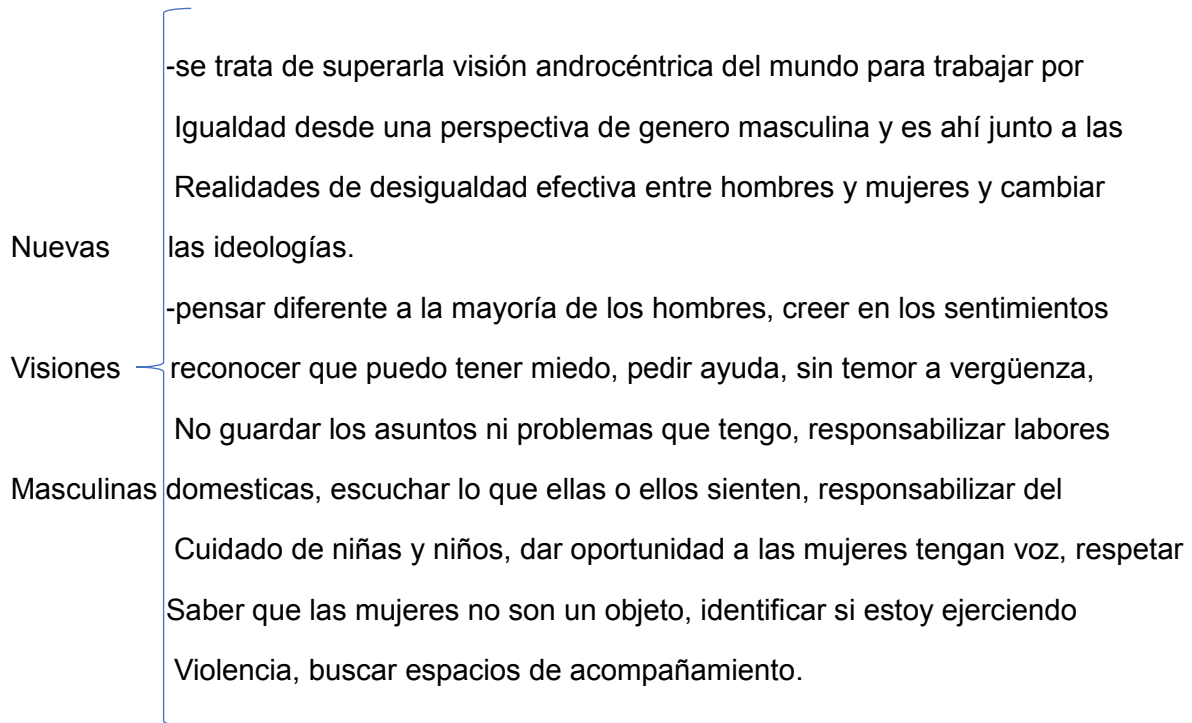 -se trata de superarla visión androcéntrica del mundo para trabajar por
Igualdad desde una perspectiva de genero masculina y es ahí junto a las
Realidades de desigualdad efectiva entre hombres y mujeres y cambiar
Nuevas las ideologías.
-pensar diferente a la mayoría de los hombres, creer en los sentimientos
Visiones reconocer que puedo tener miedo, pedir ayuda, sin temor a vergüenza,
No guardar los asuntos ni problemas que tengo, responsabilizar labores
Masculinas domesticas, escuchar lo que ellas o ellos sienten, responsabilizar del
Cuidado de niñas y niños, dar oportunidad a las mujeres tengan voz, respetar
Saber que las mujeres no son un objeto, identificar si estoy ejerciendo
Violencia, buscar espacios de acompañamiento.